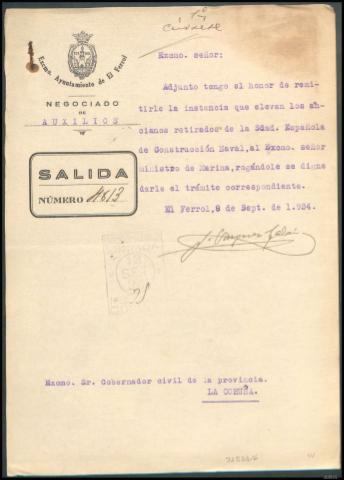 1º
Excmo. Ayuntamiento de El Ferrol
NEGOCIADO
DE
AUXILIOS
SALIDA
NÚMERO 4813
Excmo. señor:
Adjunto tengo el honor de remi-
tirle la instancia que elevan los an-
cianos retirados de la Sdad. Española
de Construcción Naval, al Excmo. señor
ministro de Marina, rogándole se digne
darle el trámite correspondiente.
El Ferrol, 8 de Sept. de 1.934.
Excmo. Sr. Gobernador civil de la provincia.
LA CORUÑA.